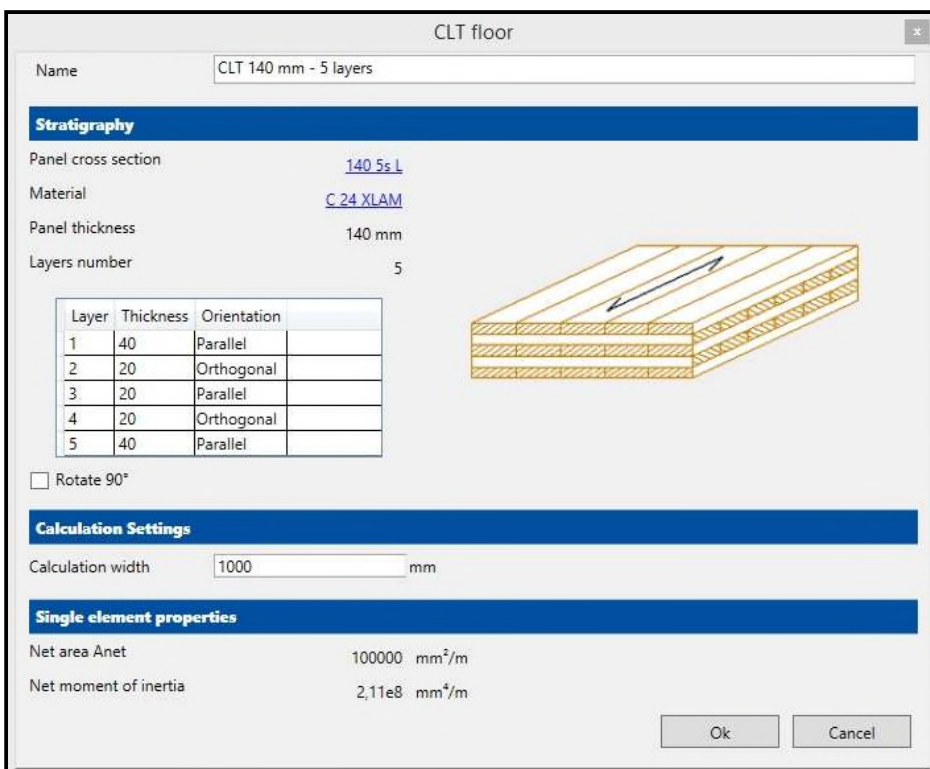 CLT floor
x
Name CLT 140 mm - 5 layers
Stratigraphy
Panel cross section 140 5s L
Material C 24 XLAM
Panel thickness 140 mm
Layers number 5
Layer Thickness Orientation
1 40 Parallel
2 20 Orthogonal
3 20 Parallel
4 20 Orthogonal
5 40 Parallel
Rotate 90°
Calculation Settings
Calculation width 1000 mm
Single element properties
Net area Anet 100000 mm²/m
Net moment of inertia 2,11e8 mm⁴/m
Ok Cancel